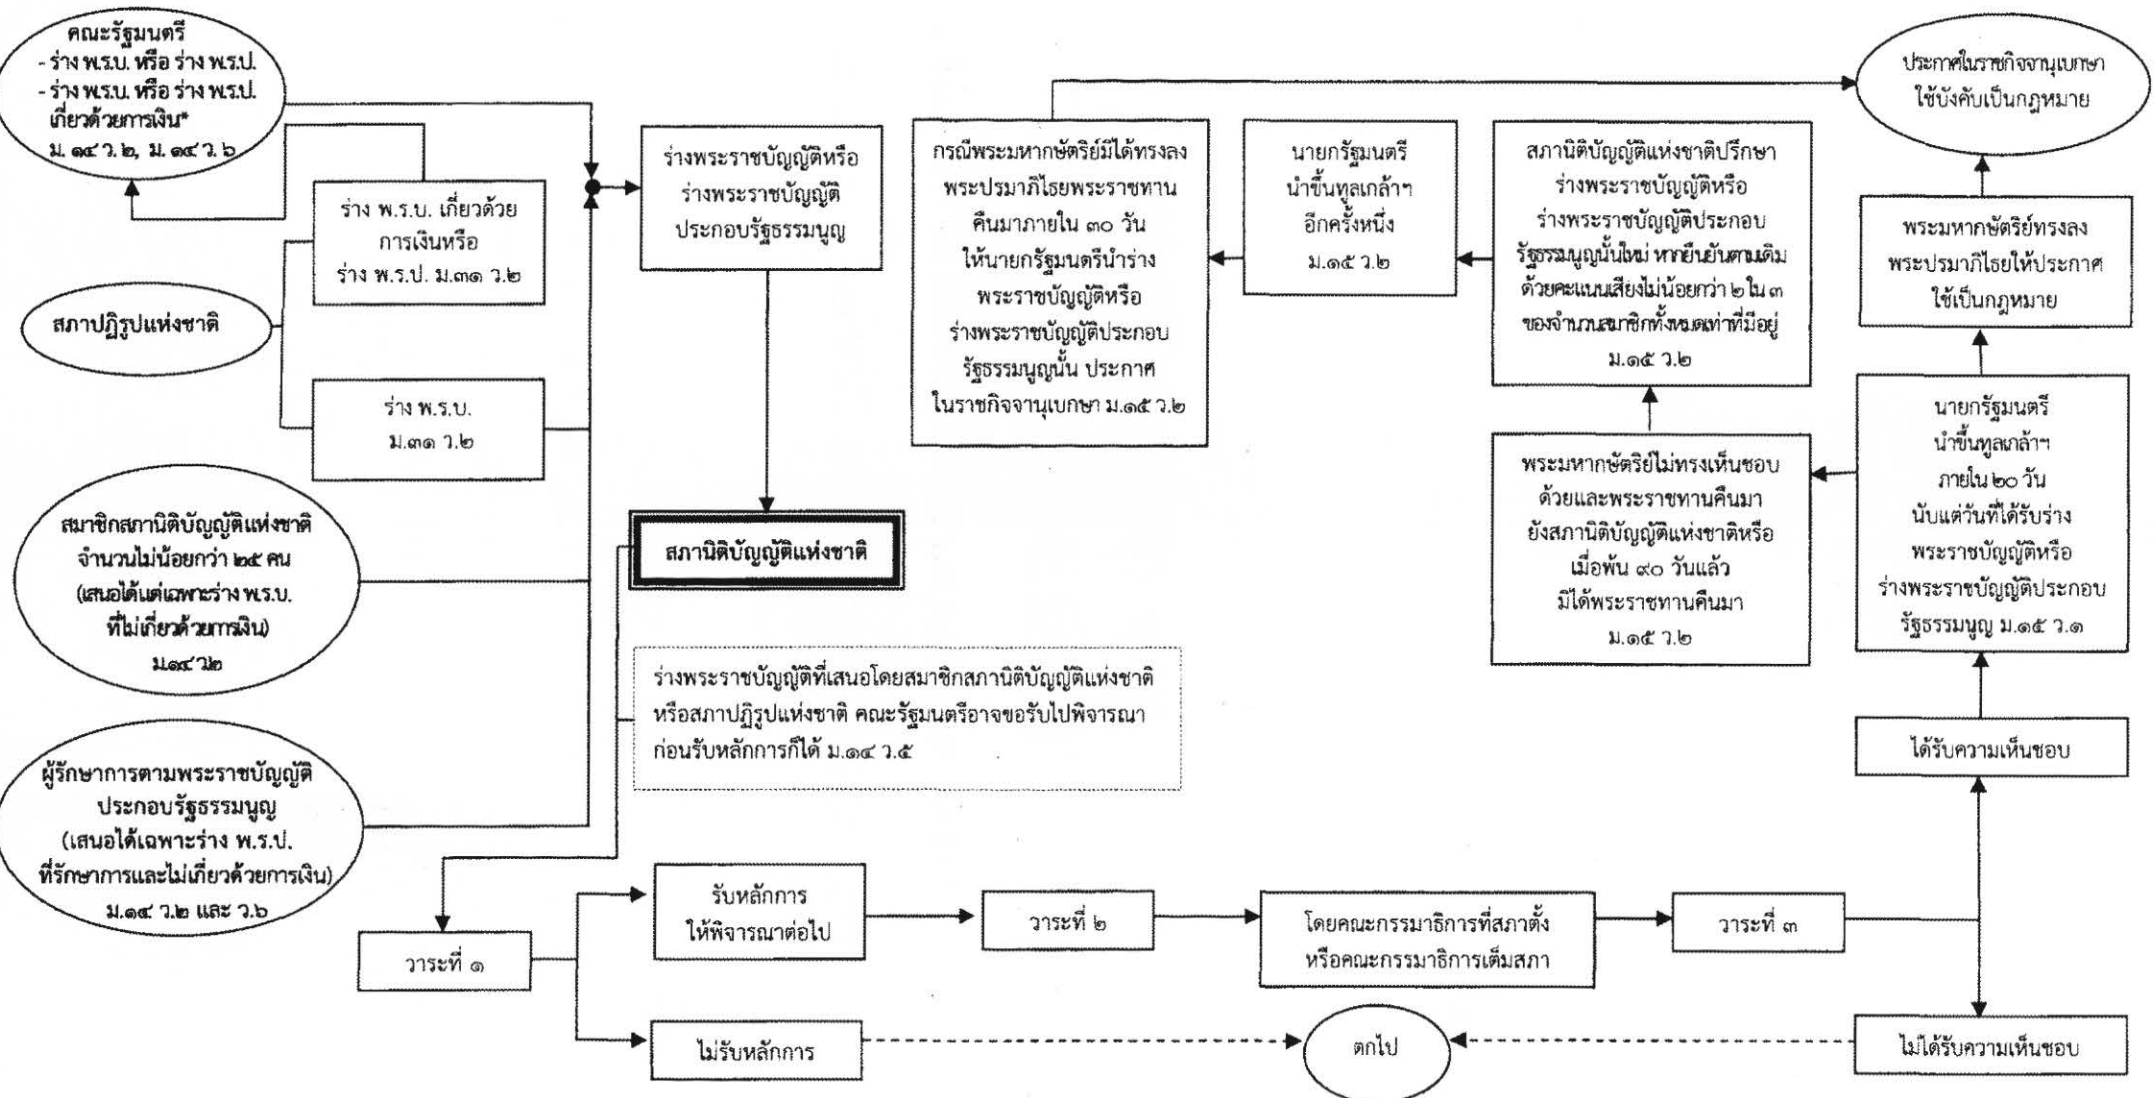 คณะรัฐมนตรี
- ร่าง พ.ร.บ. หรือ ร่าง พ.ร.ป.
- ร่าง พ.ร.บ. หรือ ร่าง พ.ร.ป.
เกี่ยวด้วยการเงิน*
ม. ๑๔ ว. ๒, ม. ๑๔ ว. ๖
ร่าง พ.ร.บ. เกี่ยวด้วย
การเงินหรือ
ร่าง พ.ร.ป. ม.๓๑ ว.๒
สภาปฏิรูปแห่งชาติ
ร่าง พ.ร.บ.
ม.๓๑ ว.๒
สมาชิกสภานิติบัญญัติแห่งชาติ
จำนวนไม่น้อยกว่า ๒๕ คน
(เสนอได้แต่เฉพาะร่าง พ.ร.บ.
ที่ไม่เกี่ยวด้วยการเงิน)
ม.๑๔ ว.๒
ผู้รักษาการตามพระราชบัญญัติ
ประกอบรัฐธรรมนูญ
(เสนอได้เฉพาะร่าง พ.ร.ป.
ที่รักษาการและไม่เกี่ยวด้วยการเงิน)
ม.๑๔ ว.๒ และ ว.๖
ร่างพระราชบัญญัติหรือ
ร่างพระราชบัญญัติ
ประกอบรัฐธรรมนูญ
สภานิติบัญญัติแห่งชาติ
ร่างพระราชบัญญัติที่เสนอโดยสมาชิกสภานิติบัญญัติแห่งชาติ
หรือสภาปฏิรูปแห่งชาติ คณะรัฐมนตรีอาจขอรับไปพิจารณา
ก่อนรับหลักการก็ได้ ม.๑๔ ว.๕
วาระที่ ๑
รับหลักการ
ให้พิจารณาต่อไป
ไม่รับหลักการ
วาระที่ ๒
โดยคณะกรรมาธิการที่สภาตั้ง
หรือคณะกรรมาธิการเต็มสภา
วาระที่ ๓
ตกไป
ไม่ได้รับความเห็นชอบ
ได้รับความเห็นชอบ
นายกรัฐมนตรี
นำขึ้นทูลเกล้าฯ
ภายใน ๒๐ วัน
นับแต่วันที่ได้รับร่าง
พระราชบัญญัติหรือ
ร่างพระราชบัญญัติประกอบ
รัฐธรรมนูญ ม.๑๕ ว.๑
พระมหากษัตริย์ทรงลง
พระปรมาภิไธยให้ประกาศ
ใช้เป็นกฎหมาย
ประกาศในราชกิจจานุเบกษา
ใช้บังคับเป็นกฎหมาย
พระมหากษัตริย์ไม่ทรงเห็นชอบ
ด้วยและพระราชทานคืนมา
ยังสภานิติบัญญัติแห่งชาติหรือ
เมื่อพ้น ๙๐ วันแล้ว
มิได้พระราชทานคืนมา
ม.๑๕ ว.๒
สภานิติบัญญัติแห่งชาติปรึกษา
ร่างพระราชบัญญัติหรือ
ร่างพระราชบัญญัติประกอบ
รัฐธรรมนูญนั้นใหม่ หากยืนยันตามเดิม
ด้วยคะแนนเสียงไม่น้อยกว่า ๒ ใน ๓
ของจำนวนสมาชิกทั้งหมดเท่าที่มีอยู่
ม.๑๕ ว.๒
นายกรัฐมนตรี
นำขึ้นทูลเกล้าฯ
อีกครั้งหนึ่ง
ม.๑๕ ว.๒
กรณีพระมหากษัตริย์มิได้ทรงลง
พระปรมาภิไธยพระราชทาน
คืนมาภายใน ๓๐ วัน
ให้นายกรัฐมนตรีนำร่าง
พระราชบัญญัติหรือ
ร่างพระราชบัญญัติประกอบ
รัฐธรรมนูญนั้น ประกาศ
ในราชกิจจานุเบกษา ม.๑๕ ว.๒